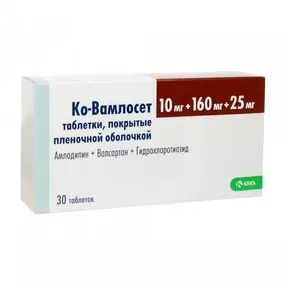 Ко-Вамлосет
10 мг + 160 мг + 25 мг
таблетки, покрытые
пленочной оболочкой
Амлодипин + Валсартан + Гидрохлоротиазид
30 таблеток
KRKA